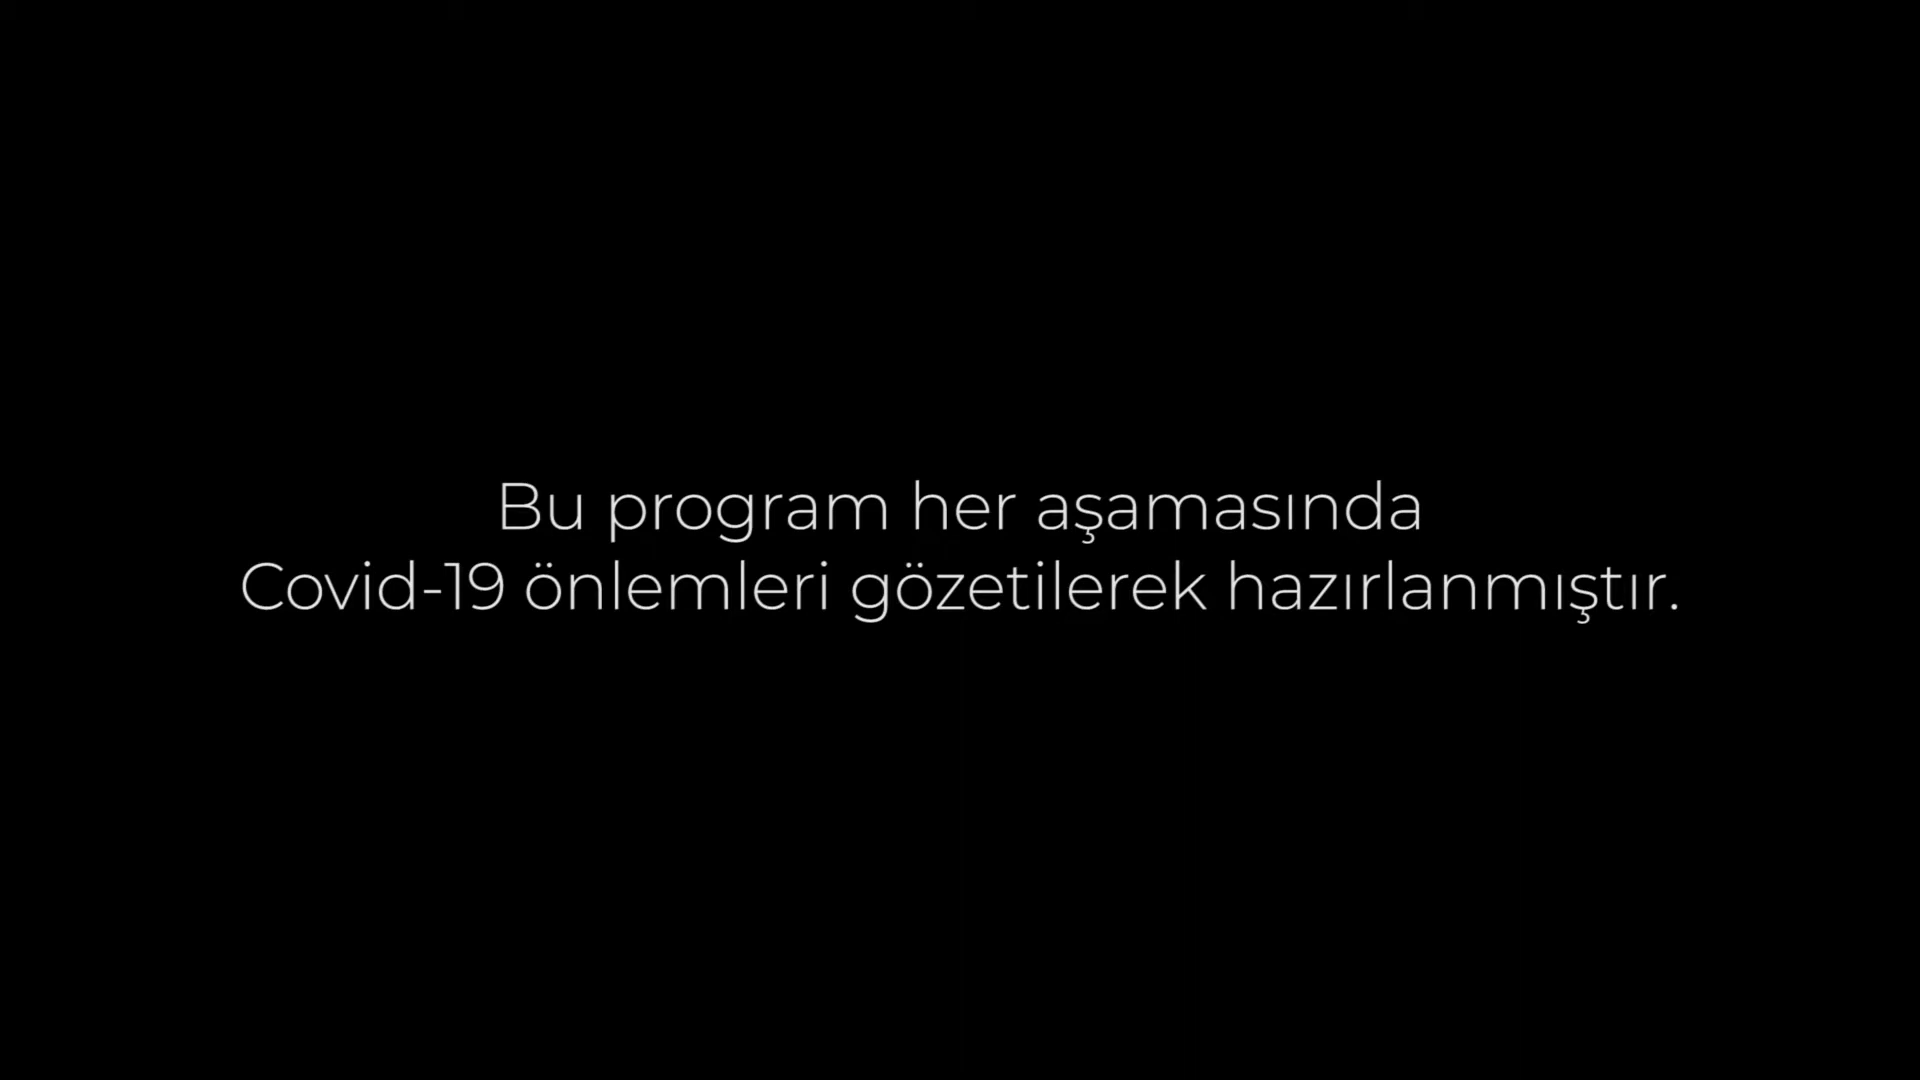 Bu program her aşamasında
Covid-19 önlemleri gözetilerek hazırlanmıştır.